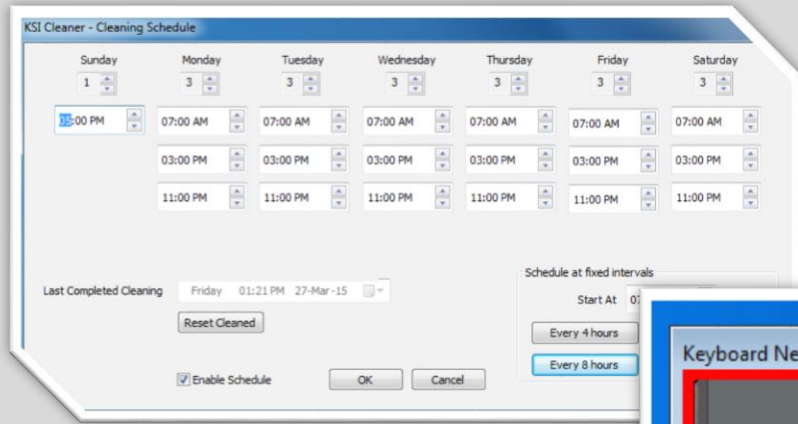 KSI Cleaner - Cleaning Schedule
Sunday Monday Tuesday Wednesday Thursday Friday Saturday
1 3 3 3 3 3 3
05:00 PM 07:00 AM 07:00 AM 07:00 AM 07:00 AM 07:00 AM 07:00 AM
03:00 PM 03:00 PM 03:00 PM 03:00 PM 03:00 PM 03:00 PM
11:00 PM 11:00 PM 11:00 PM 11:00 PM 11:00 PM 11:00 PM
Schedule at fixed intervals
Last Completed Cleaning Friday 01:21 PM 27-Mar-15
Start At
Reset Cleaned
Every 4 hours
Keyboard
Every 8 hours
Enable Schedule OK Cancel